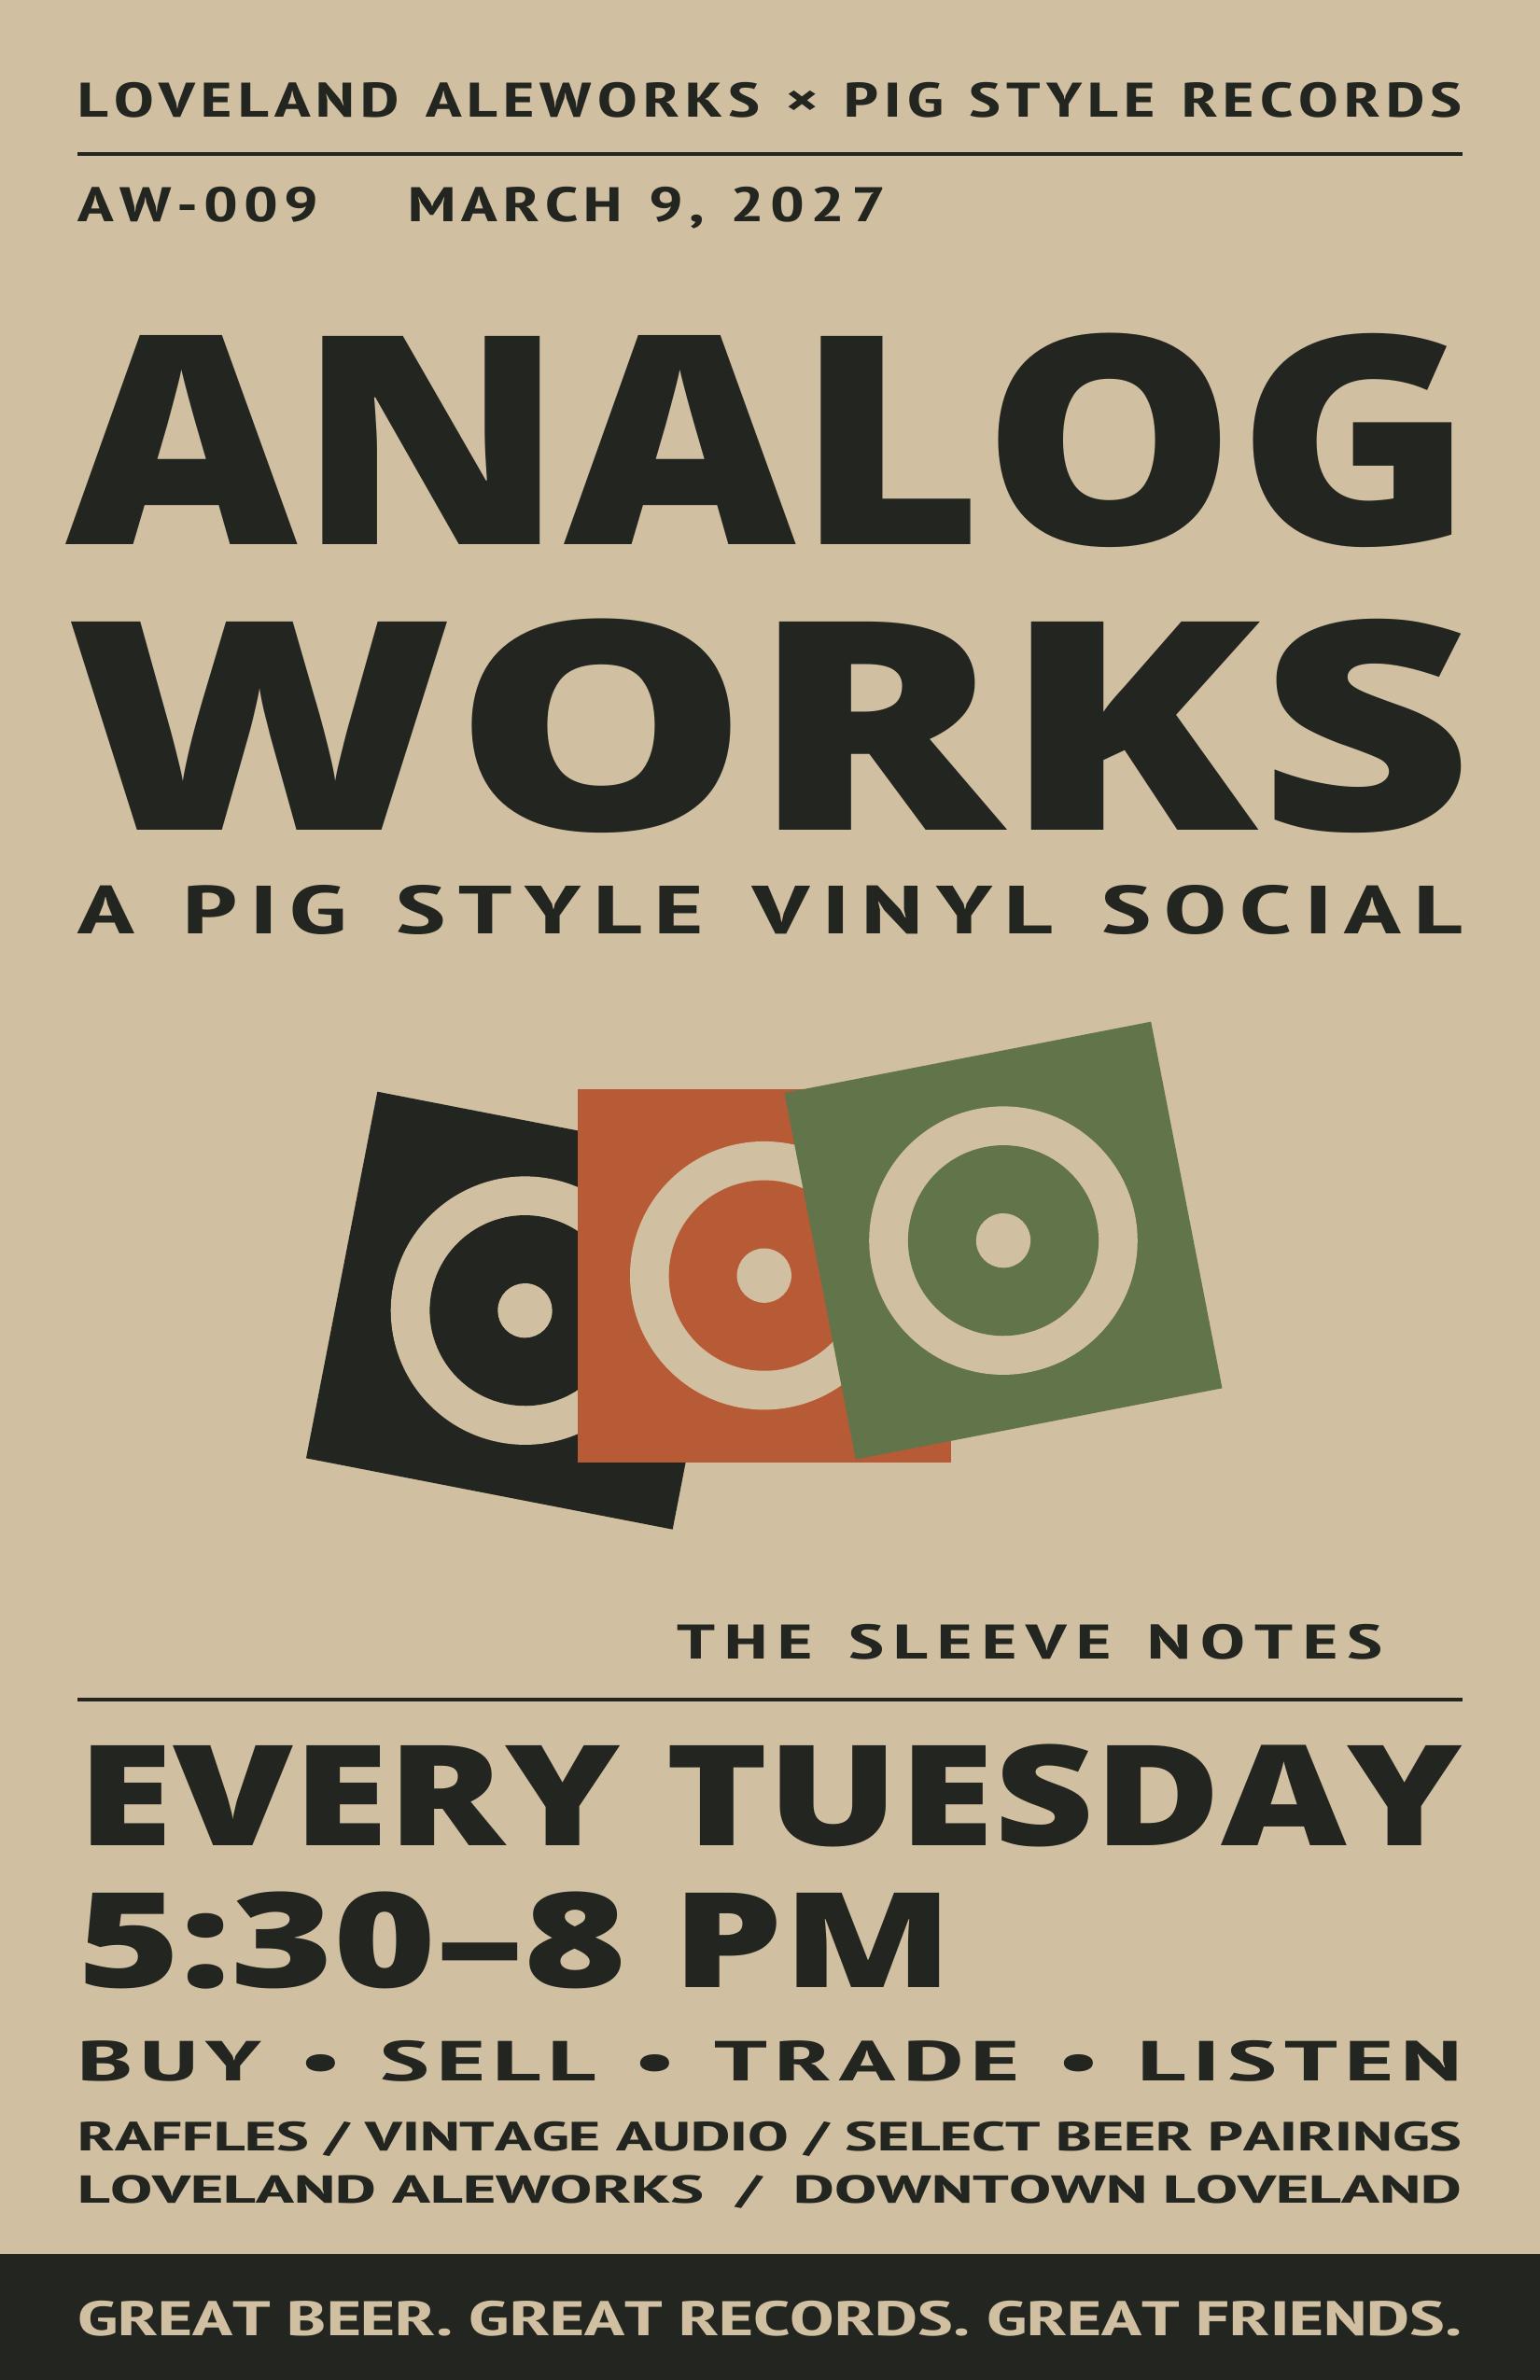 LOVELAND ALEWORKS × PIG STYLE RECORDS
AW-009 MARCH 9, 2027
ANALOG
WORKS
A PIG STYLE VINYL SOCIAL
THE SLEEVE NOTES
EVERY TUESDAY
5:30–8 PM
BUY • SELL • TRADE • LISTEN
RAFFLES / VINTAGE AUDIO / SELECT BEER PAIRINGS
LOVELAND ALEWORKS / DOWNTOWN LOVELAND
GREAT BEER. GREAT RECORDS. GREAT FRIENDS.